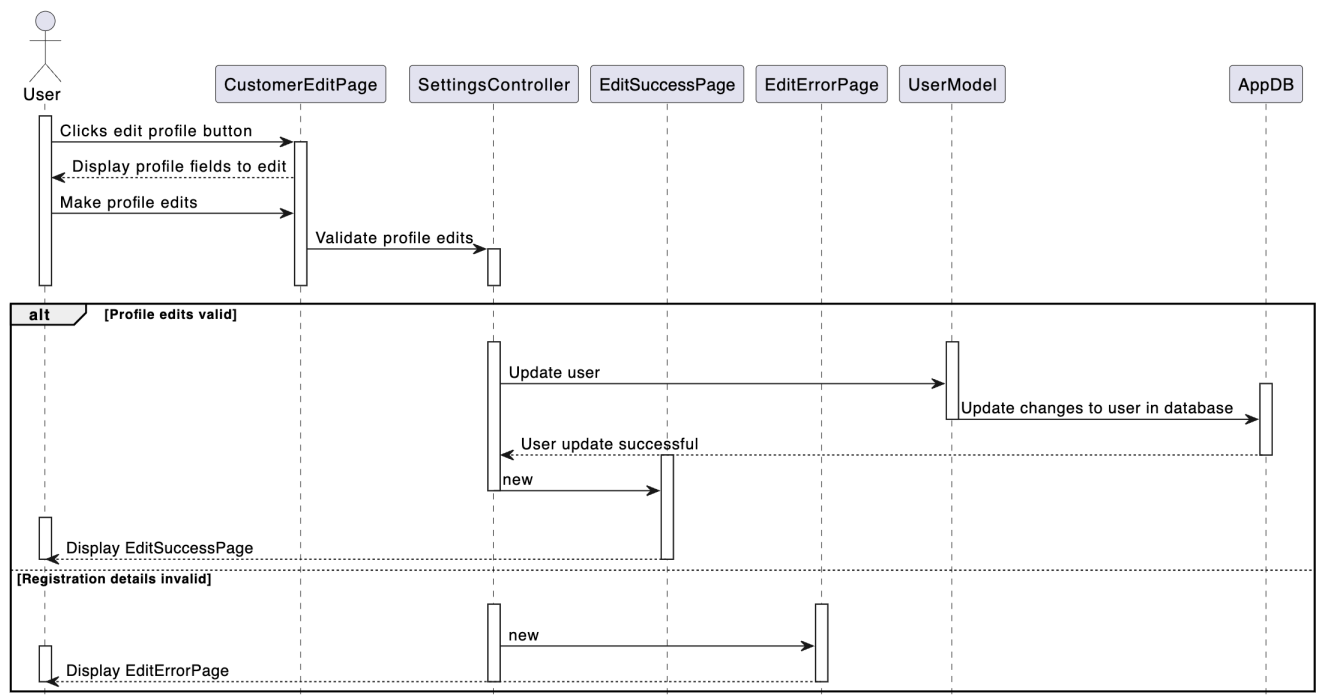 User
CustomerEditPage
SettingsController
EditSuccessPage
EditErrorPage
UserModel
AppDB
Clicks edit profile button
Display profile fields to edit
Make profile edits
Validate profile edits
alt
[Profile edits valid]
Update user
Update changes to user in database
User update successful
new
Display EditSuccessPage
[Registration details invalid]
new
Display EditErrorPage